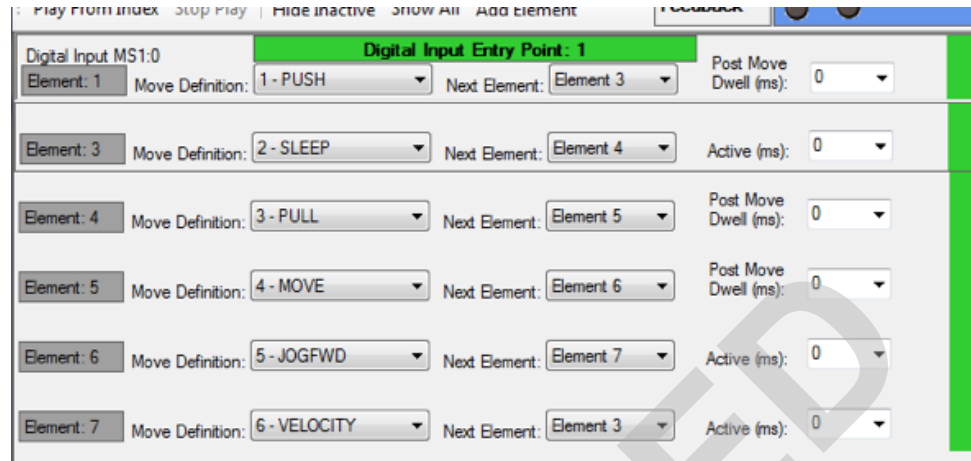 Play From Index Stop Play Hide Inactive Show All Add Element Feedback
Digital Input MS1:0 Digital Input Entry Point: 1
Element: 1 Move Definition: 1 - PUSH Next Element: Element 3 Post Move Dwell (ms): 0
Element: 3 Move Definition: 2 - SLEEP Next Element: Element 4 Active (ms): 0
Element: 4 Move Definition: 3 - PULL Next Element: Element 5 Post Move Dwell (ms): 0
Element: 5 Move Definition: 4 - MOVE Next Element: Element 6 Post Move Dwell (ms): 0
Element: 6 Move Definition: 5 - JOGFWD Next Element: Element 7 Active (ms): 0
Element: 7 Move Definition: 6 - VELOCITY Next Element: Element 3 Active (ms): 0
ED